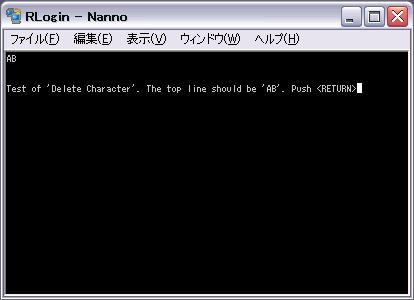 RLogin - Nanno
ファイル(F) 編集(E) 表示(V) ウィンドウ(W) ヘルプ(H)
AB
Test of 'Delete Character'. The top line should be 'AB'. Push <RETURN>